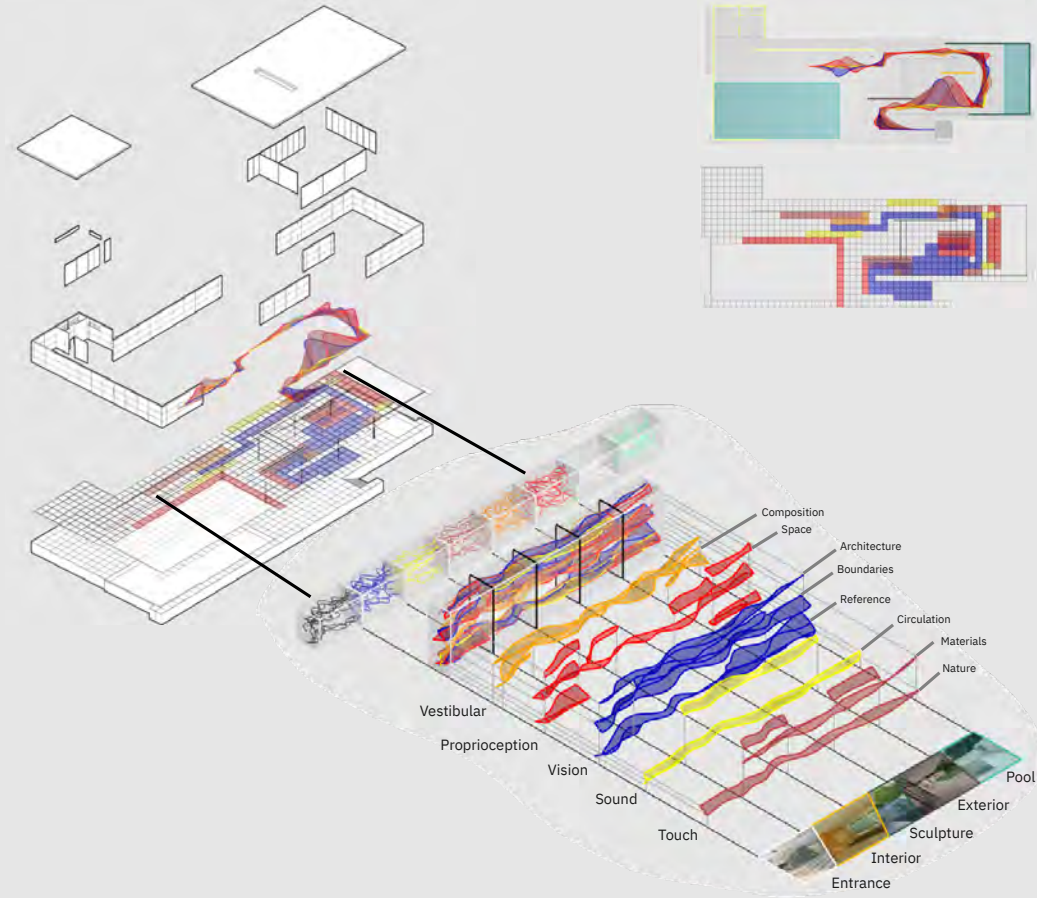 Composition
Space
Architecture
Boundaries
Reference
Circulation
Materials
Nature
Vestibular
Proprioception
Vision
Sound
Touch
Pool
Exterior
Sculpture
Interior
Entrance